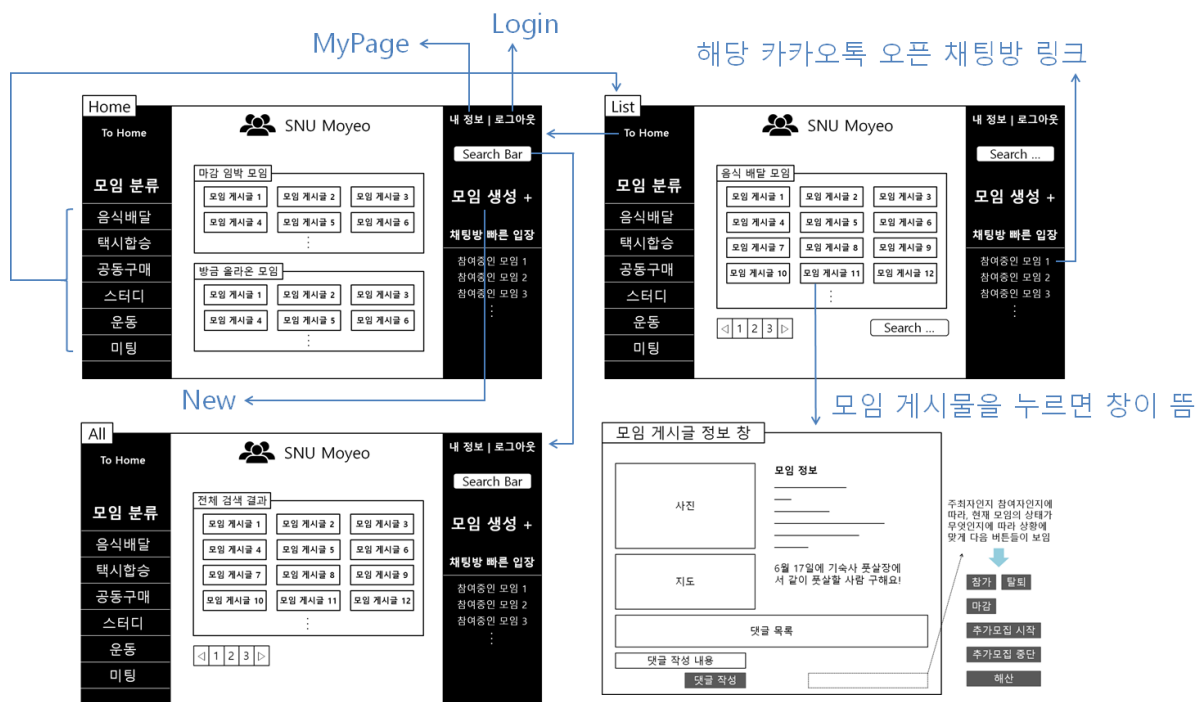 Login
MyPage
해당 카카오톡 오픈 채팅방 링크
Home
To Home
SNU Moyeo
내 정보 | 로그아웃
Search Bar
모임 분류
음식배달
택시합승
공동구매
스터디
운동
미팅
마감 임박 모임
모임 게시글 1
모임 게시글 2
모임 게시글 3
모임 게시글 4
모임 게시글 5
모임 게시글 6
방금 올라온 모임
모임 게시글 1
모임 게시글 2
모임 게시글 3
모임 게시글 4
모임 게시글 5
모임 게시글 6
모임 생성 +
채팅방 빠른 입장
참여중인 모임 1
참여중인 모임 2
참여중인 모임 3
List
To Home
SNU Moyeo
내 정보 | 로그아웃
Search ...
모임 분류
음식배달
택시합승
공동구매
스터디
운동
미팅
음식 배달 모임
모임 게시글 1
모임 게시글 2
모임 게시글 3
모임 게시글 4
모임 게시글 5
모임 게시글 6
모임 게시글 7
모임 게시글 8
모임 게시글 9
모임 게시글 10
모임 게시글 11
모임 게시글 12
◁ 1 2 3 ▷
Search ...
모임 생성 +
채팅방 빠른 입장
참여중인 모임 1
참여중인 모임 2
참여중인 모임 3
New
모임 게시물을 누르면 창이 뜸
All
To Home
SNU Moyeo
내 정보 | 로그아웃
Search Bar
모임 분류
음식배달
택시합승
공동구매
스터디
운동
미팅
전체 검색 결과
모임 게시글 1
모임 게시글 2
모임 게시글 3
모임 게시글 4
모임 게시글 5
모임 게시글 6
모임 게시글 7
모임 게시글 8
모임 게시글 9
모임 게시글 10
모임 게시글 11
모임 게시글 12
◁ 1 2 3 ▷
모임 생성 +
채팅방 빠른 입장
참여중인 모임 1
참여중인 모임 2
참여중인 모임 3
모임 게시글 정보 창
사진
모임 정보
지도
6월 17일에 기숙사 풋살장에
서 같이 풋살할 사람 구해요!
댓글 목록
댓글 작성 내용
댓글 작성
주최자인지 참여자인지에
따라, 현재 모임의 상태가
무엇인지에 따라 상황에
맞게 다음 버튼들이 보임
참가
탈퇴
마감
추가모집 시작
추가모집 중단
해산